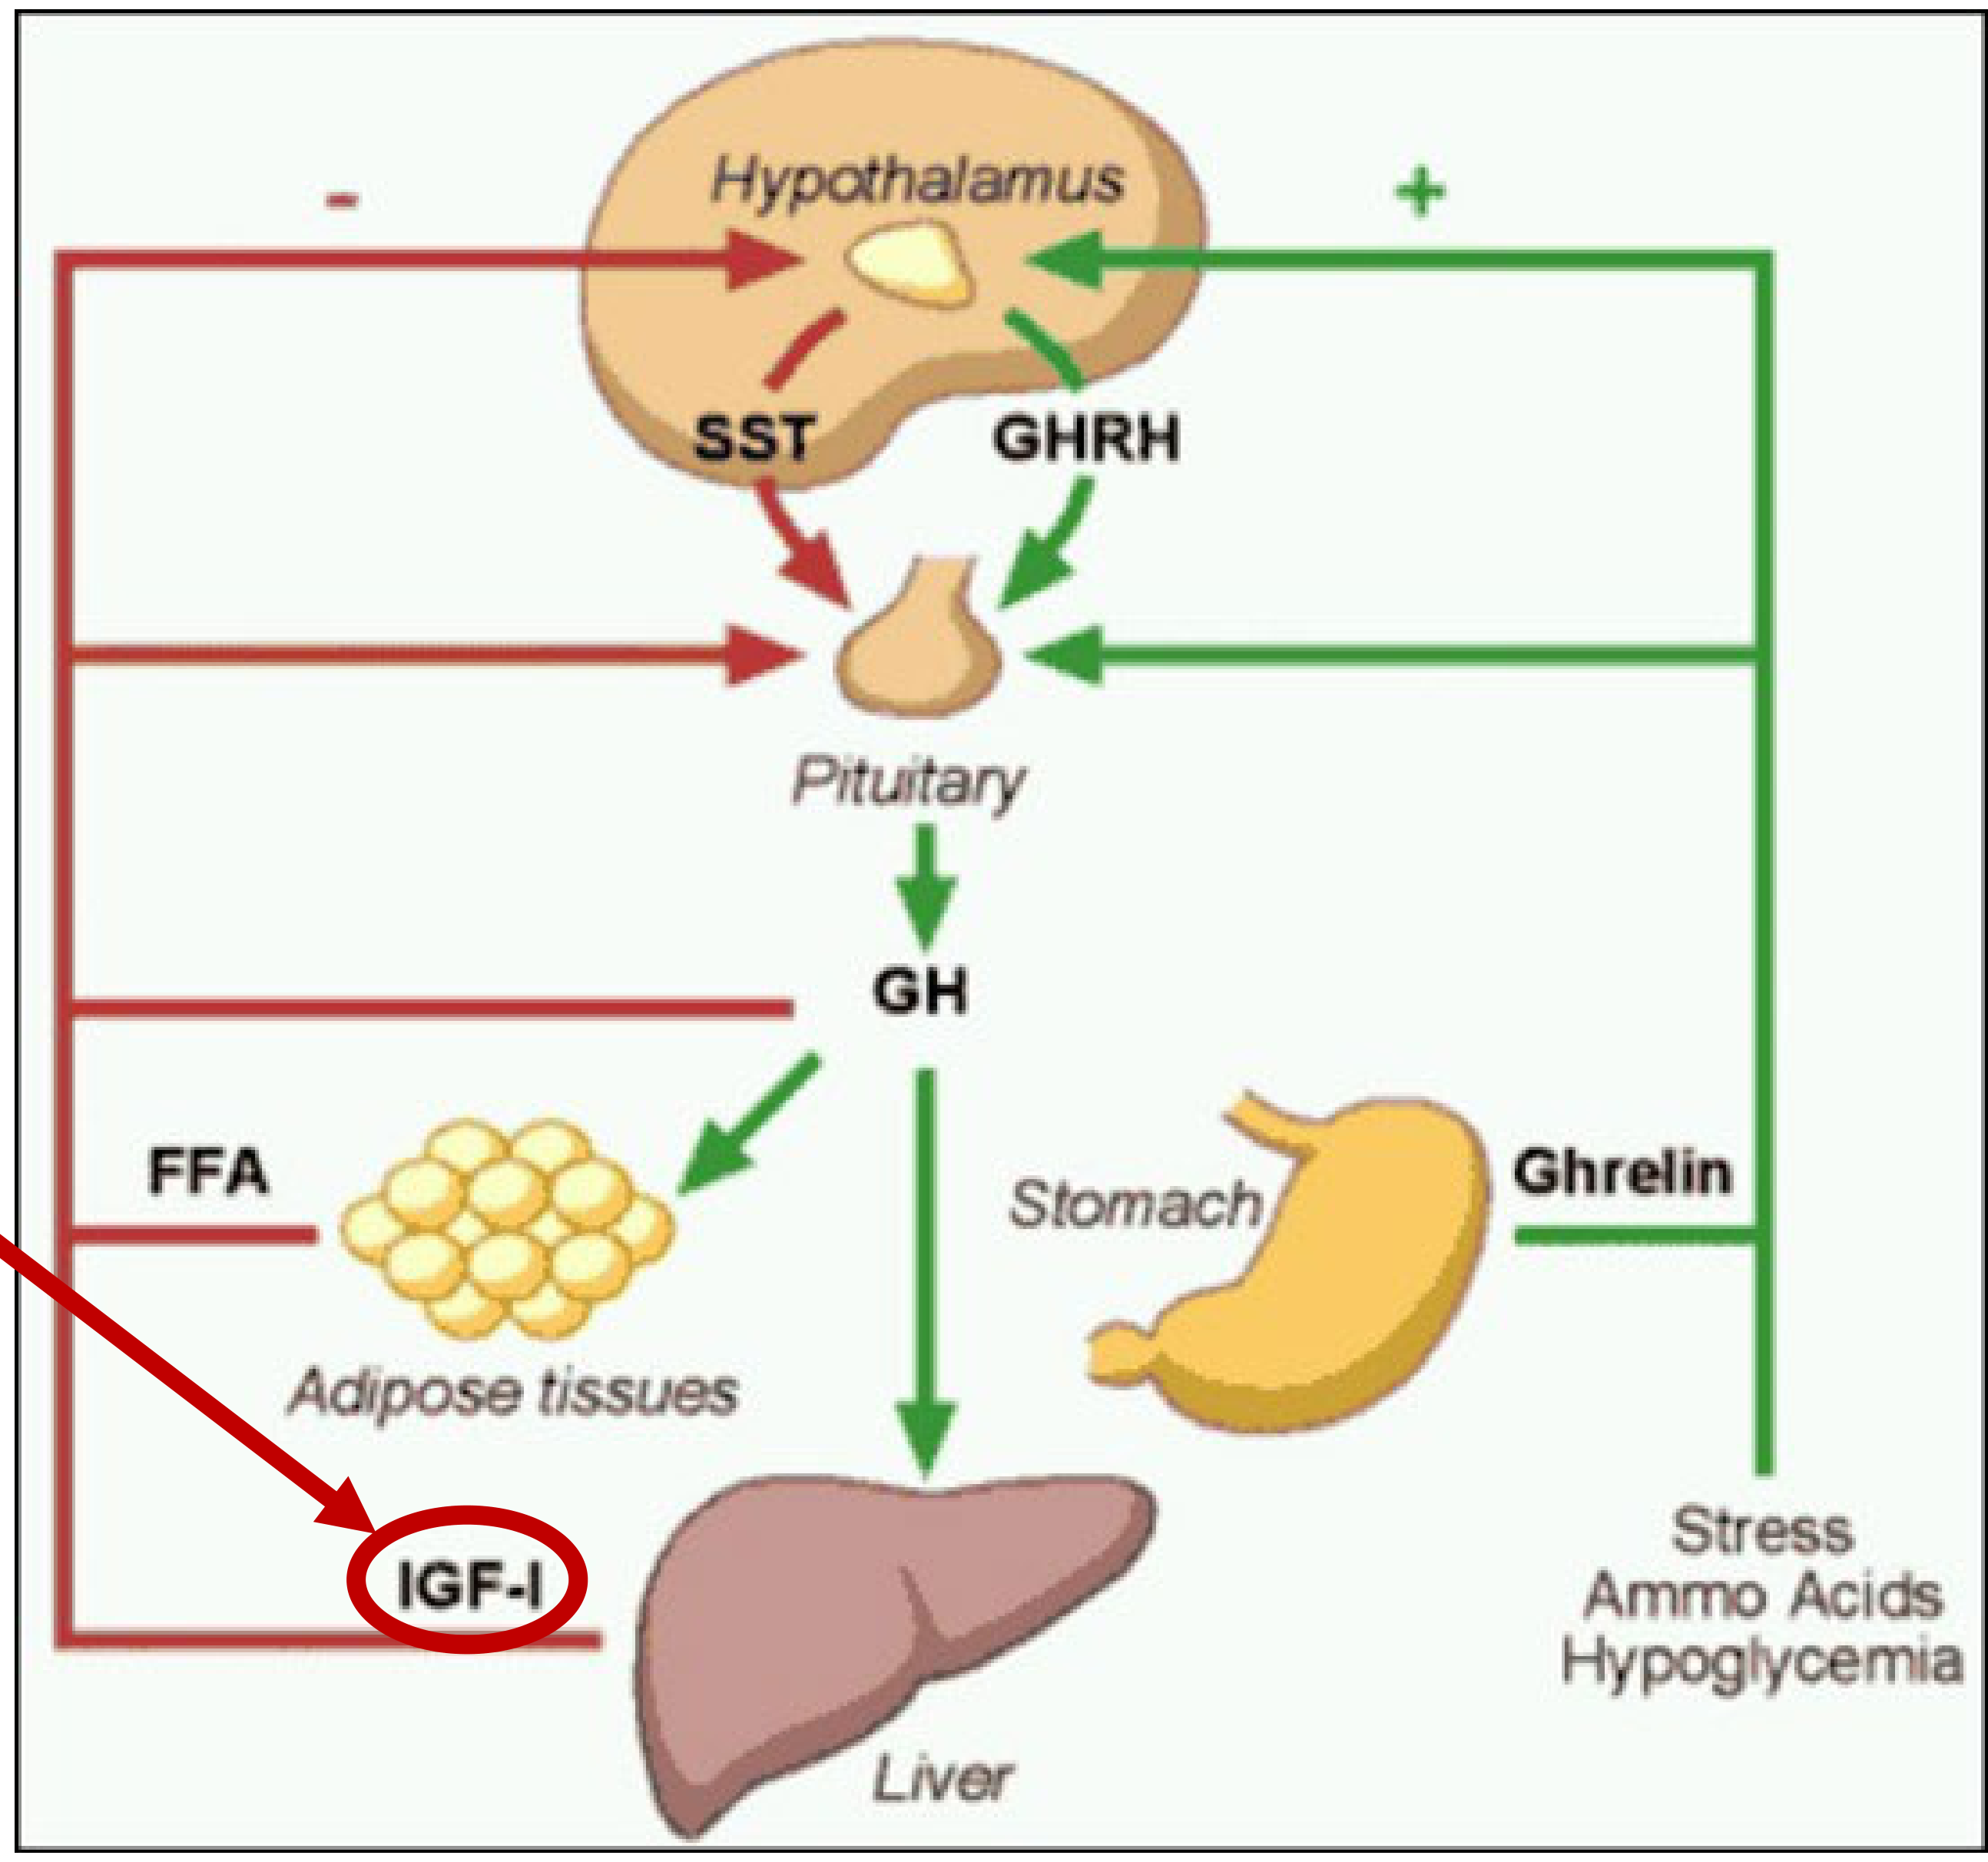 Hypothalamus
-
+
SST
GHRH
Pituitary
GH
FFA
Ghrelin
Stomach
Adipose tissues
IGF-I
Stress
Ammo Acids
Hypoglycemia
Liver